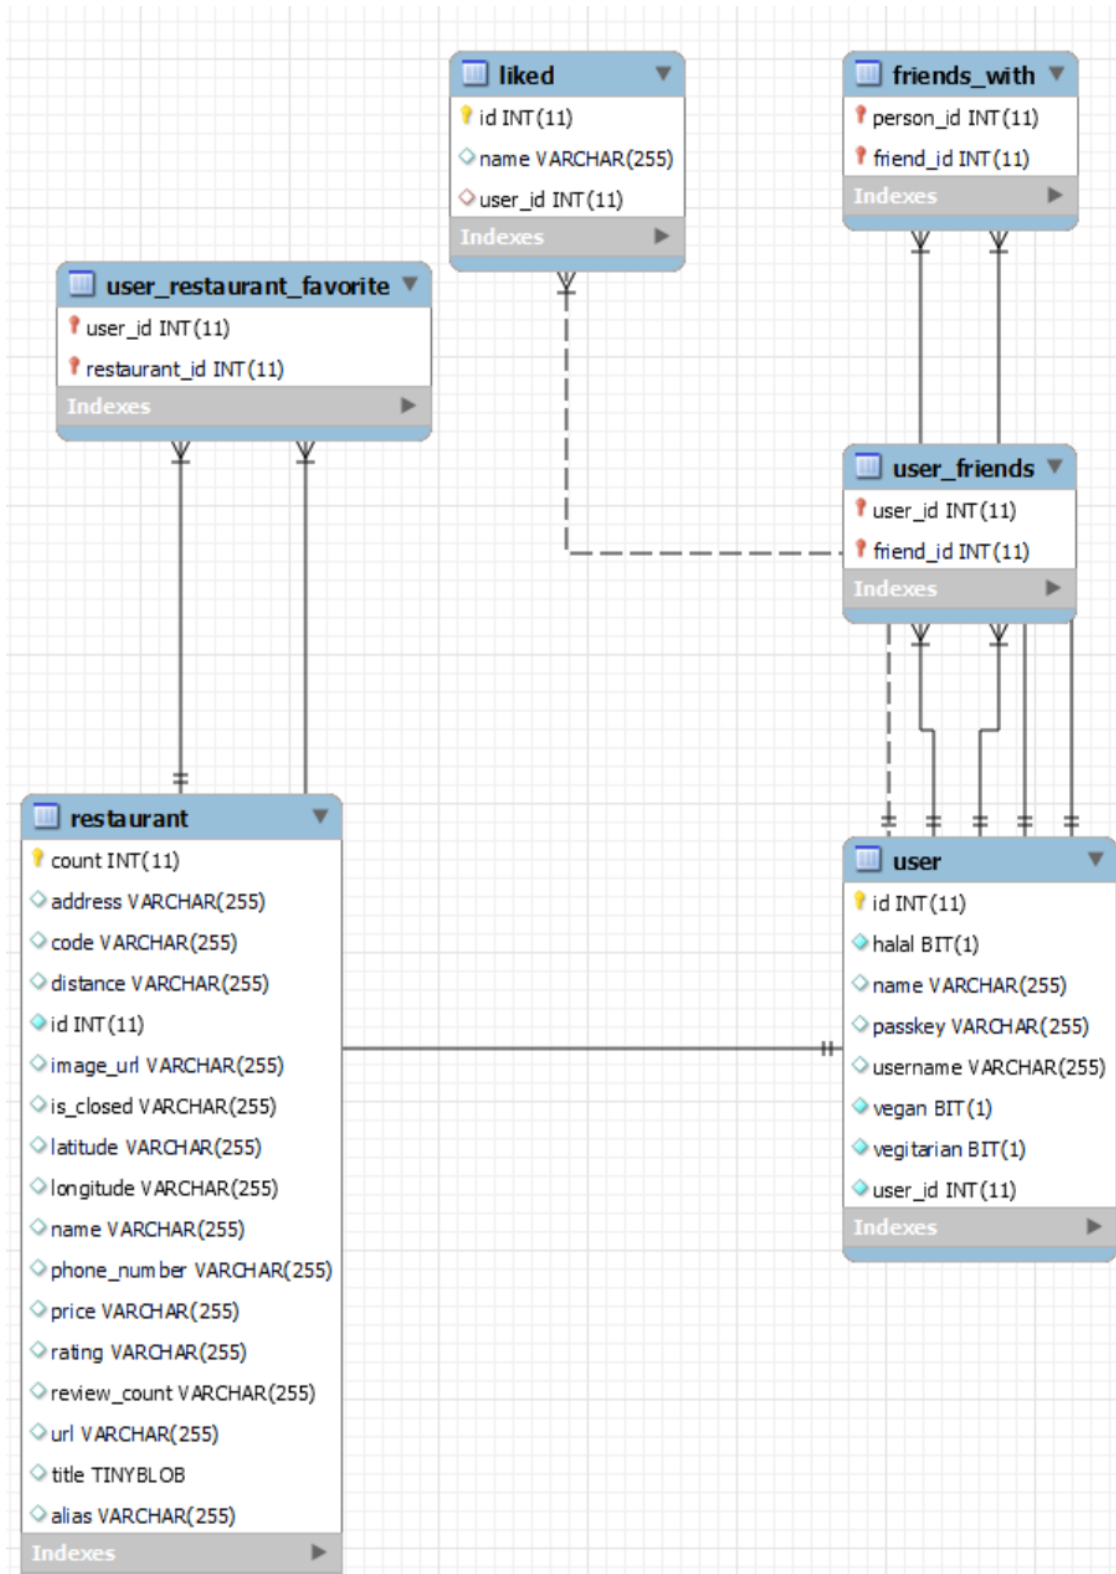 liked
id INT(11)
name VARCHAR(255)
user_id INT(11)
Indexes
friends_with
person_id INT(11)
friend_id INT(11)
Indexes
user_restaurant_favorite
user_id INT(11)
restaurant_id INT(11)
Indexes
user_friends
user_id INT(11)
friend_id INT(11)
Indexes
restaurant
count INT(11)
address VARCHAR(255)
code VARCHAR(255)
distance VARCHAR(255)
id INT(11)
image_url VARCHAR(255)
is_closed VARCHAR(255)
latitude VARCHAR(255)
longitude VARCHAR(255)
name VARCHAR(255)
phone_number VARCHAR(255)
price VARCHAR(255)
rating VARCHAR(255)
review_count VARCHAR(255)
url VARCHAR(255)
title TINYBLOB
alias VARCHAR(255)
Indexes
user
id INT(11)
halal BIT(1)
name VARCHAR(255)
passkey VARCHAR(255)
username VARCHAR(255)
vegan BIT(1)
vegitarian BIT(1)
user_id INT(11)
Indexes